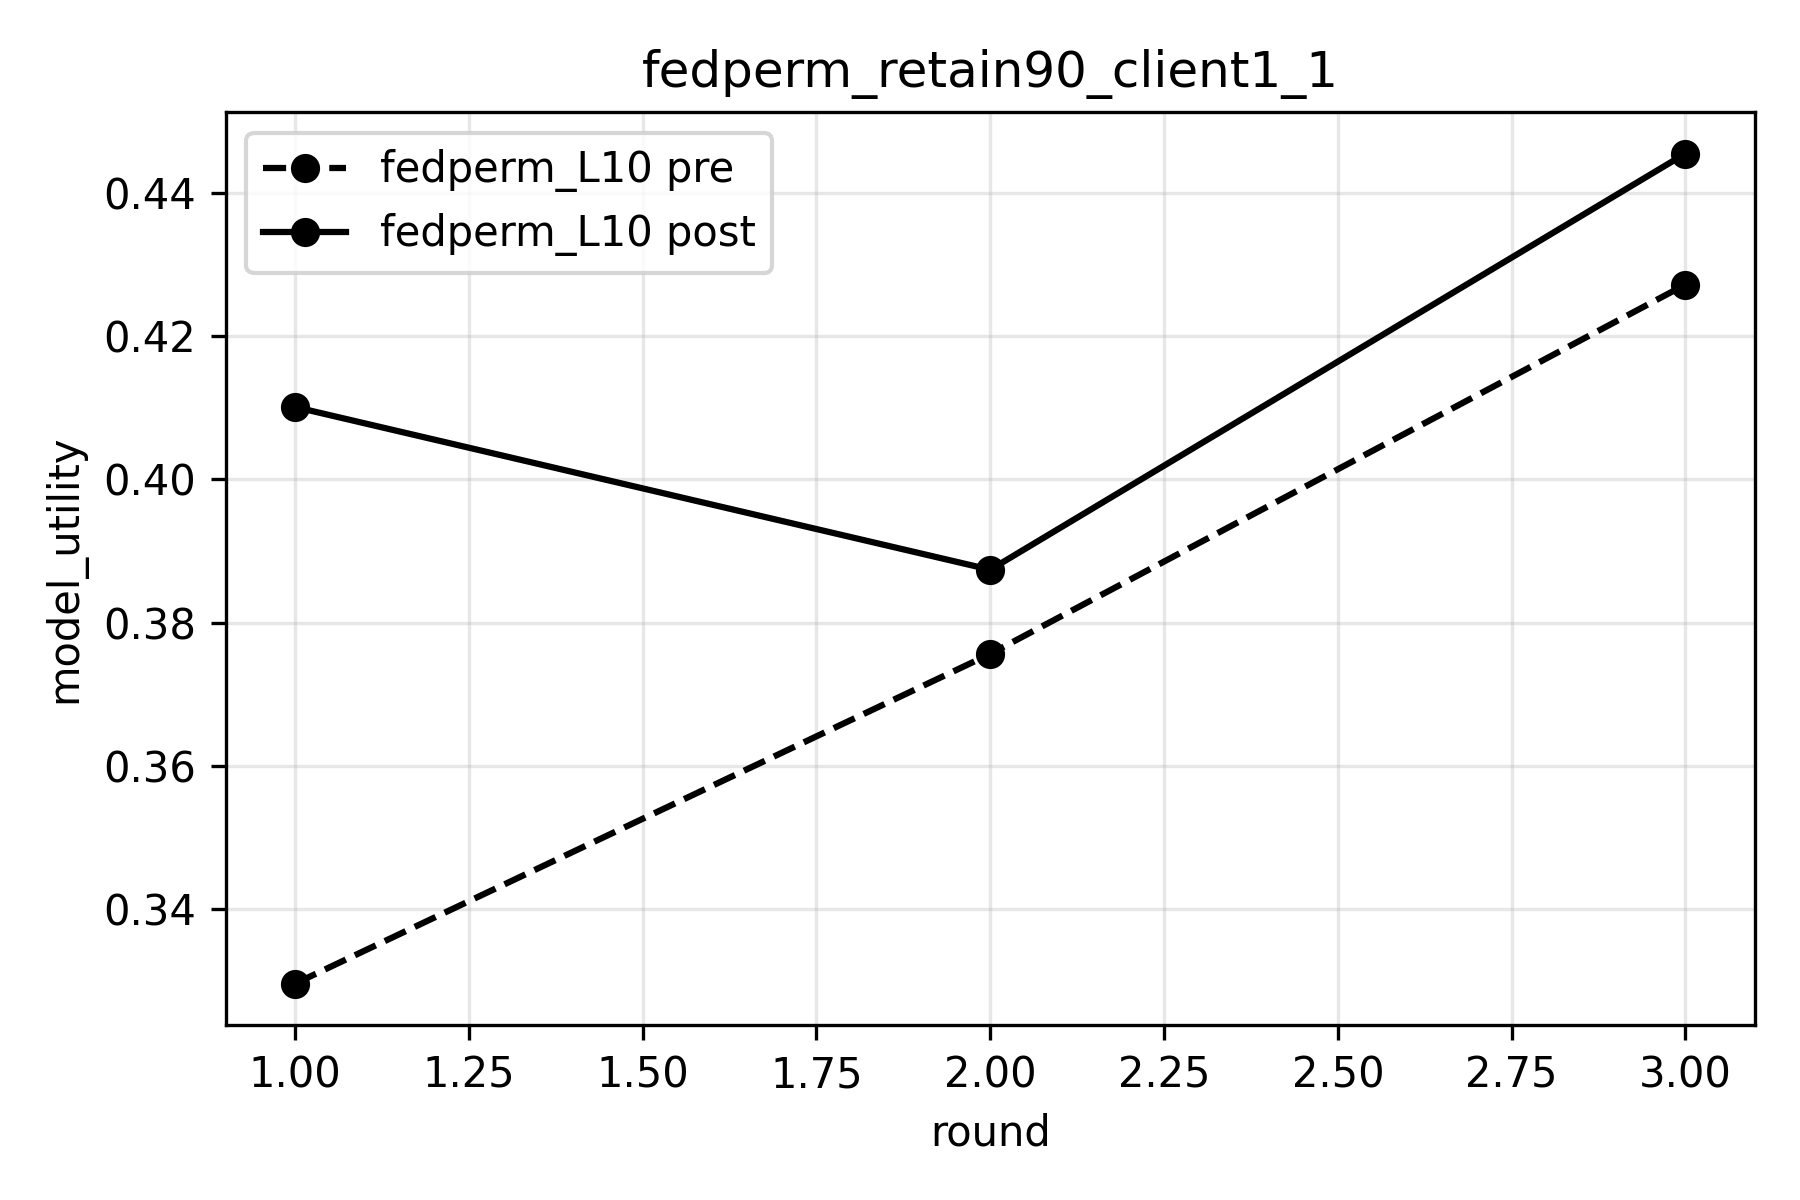 fedperm_retain90_client1_1
fedperm_L10 pre
fedperm_L10 post
model_utility
0.44
0.42
0.40
0.38
0.36
0.34
1.00 1.25 1.50 1.75 2.00 2.25 2.50 2.75 3.00
round